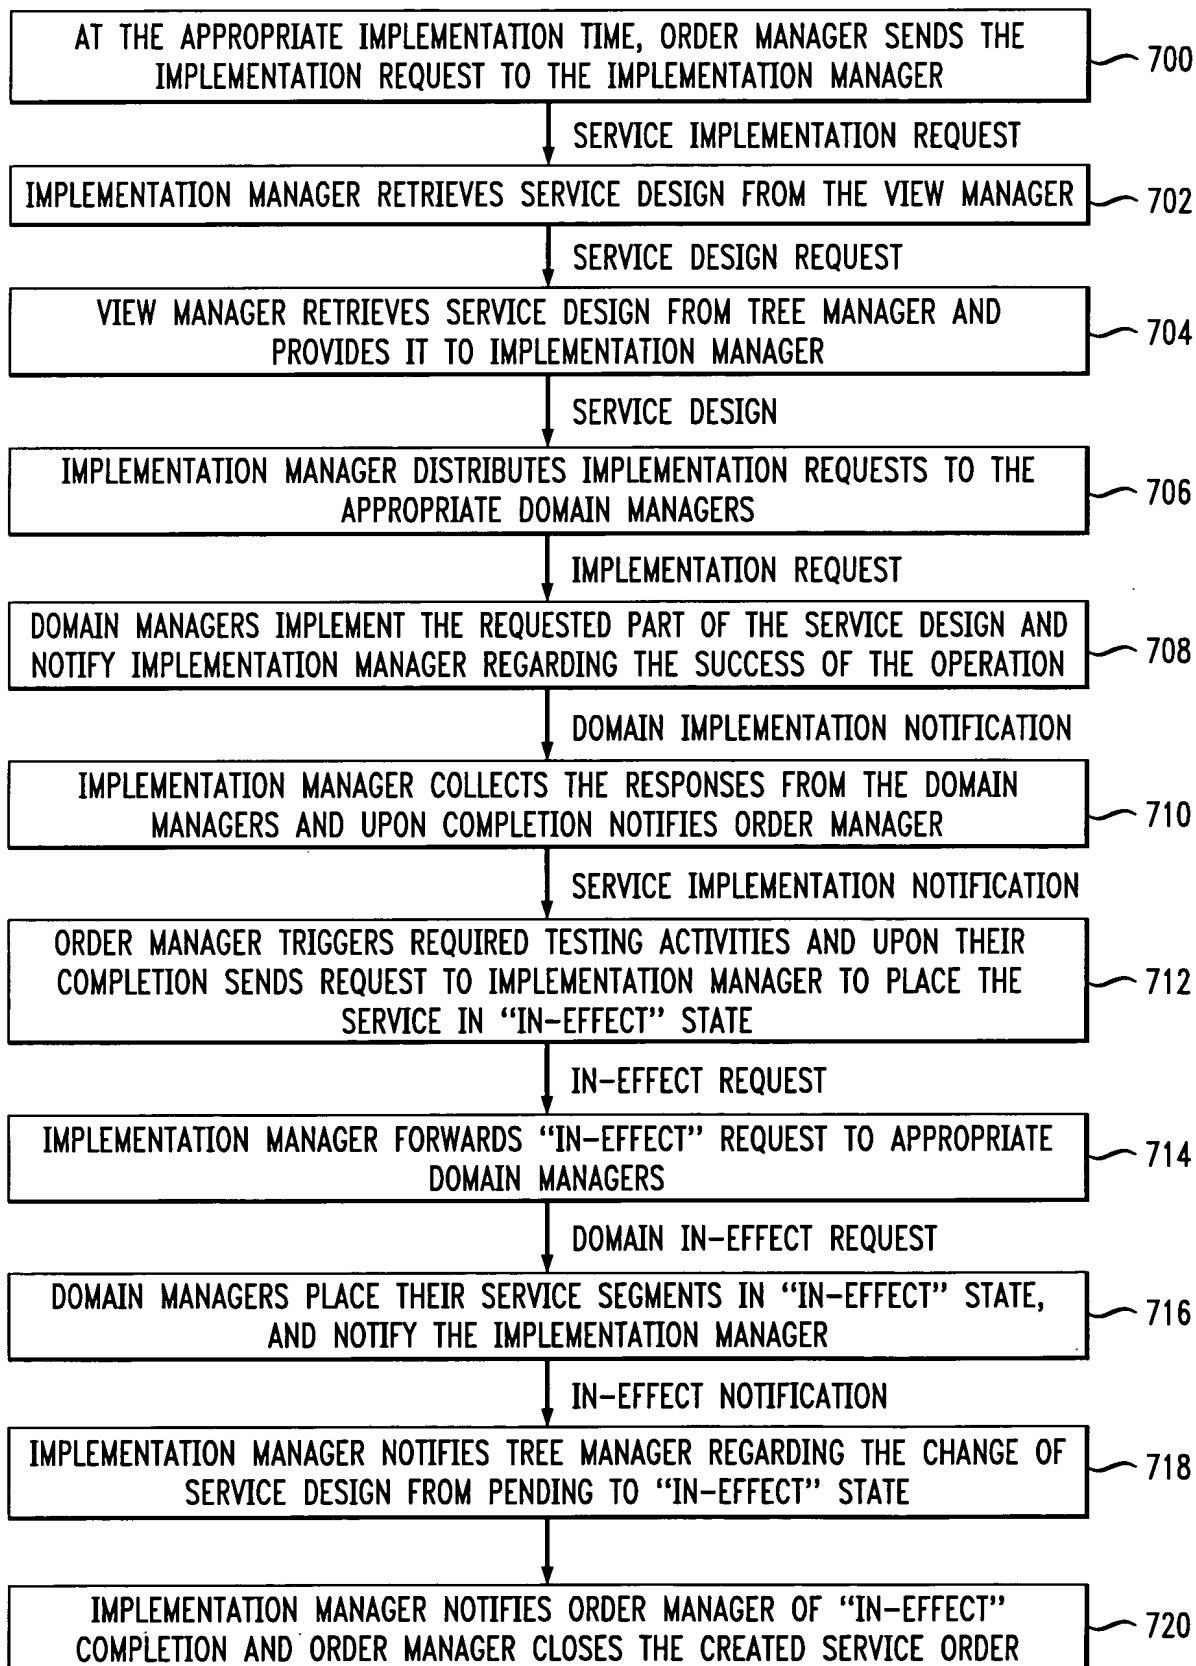 AT THE APPROPRIATE IMPLEMENTATION TIME, ORDER MANAGER SENDS THE
IMPLEMENTATION REQUEST TO THE IMPLEMENTATION MANAGER
700
SERVICE IMPLEMENTATION REQUEST
IMPLEMENTATION MANAGER RETRIEVES SERVICE DESIGN FROM THE VIEW MANAGER
702
SERVICE DESIGN REQUEST
VIEW MANAGER RETRIEVES SERVICE DESIGN FROM TREE MANAGER AND
PROVIDES IT TO IMPLEMENTATION MANAGER
704
SERVICE DESIGN
IMPLEMENTATION MANAGER DISTRIBUTES IMPLEMENTATION REQUESTS TO THE
APPROPRIATE DOMAIN MANAGERS
706
IMPLEMENTATION REQUEST
DOMAIN MANAGERS IMPLEMENT THE REQUESTED PART OF THE SERVICE DESIGN AND
NOTIFY IMPLEMENTATION MANAGER REGARDING THE SUCCESS OF THE OPERATION
708
DOMAIN IMPLEMENTATION NOTIFICATION
IMPLEMENTATION MANAGER COLLECTS THE RESPONSES FROM THE DOMAIN
MANAGERS AND UPON COMPLETION NOTIFIES ORDER MANAGER
710
SERVICE IMPLEMENTATION NOTIFICATION
ORDER MANAGER TRIGGERS REQUIRED TESTING ACTIVITIES AND UPON THEIR
COMPLETION SENDS REQUEST TO IMPLEMENTATION MANAGER TO PLACE THE
SERVICE IN “IN-EFFECT” STATE
712
IN-EFFECT REQUEST
IMPLEMENTATION MANAGER FORWARDS “IN-EFFECT” REQUEST TO APPROPRIATE
DOMAIN MANAGERS
714
DOMAIN IN-EFFECT REQUEST
DOMAIN MANAGERS PLACE THEIR SERVICE SEGMENTS IN “IN-EFFECT” STATE,
AND NOTIFY THE IMPLEMENTATION MANAGER
716
IN-EFFECT NOTIFICATION
IMPLEMENTATION MANAGER NOTIFIES TREE MANAGER REGARDING THE CHANGE OF
SERVICE DESIGN FROM PENDING TO “IN-EFFECT” STATE
718
IMPLEMENTATION MANAGER NOTIFIES ORDER MANAGER OF “IN-EFFECT”
COMPLETION AND ORDER MANAGER CLOSES THE CREATED SERVICE ORDER
720